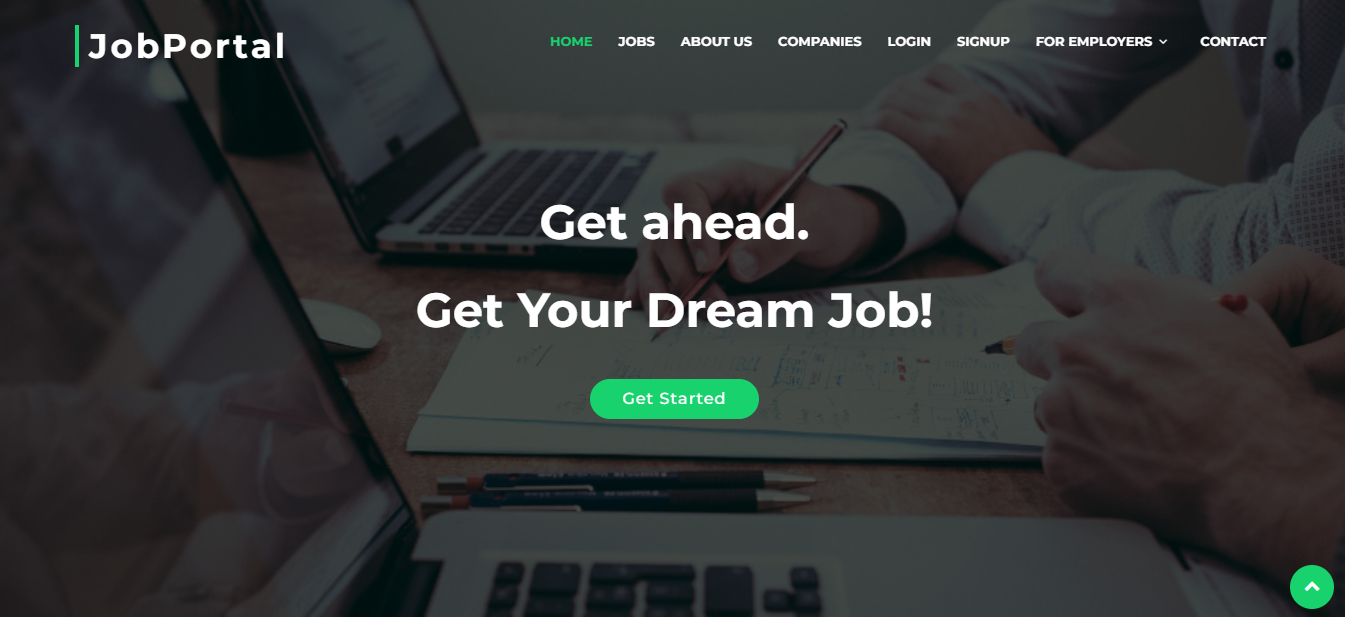 JobPortal
HOME JOBS ABOUT US COMPANIES LOGIN SIGNUP FOR EMPLOYERS CONTACT
Get ahead.
Get Your Dream Job!
Get Started